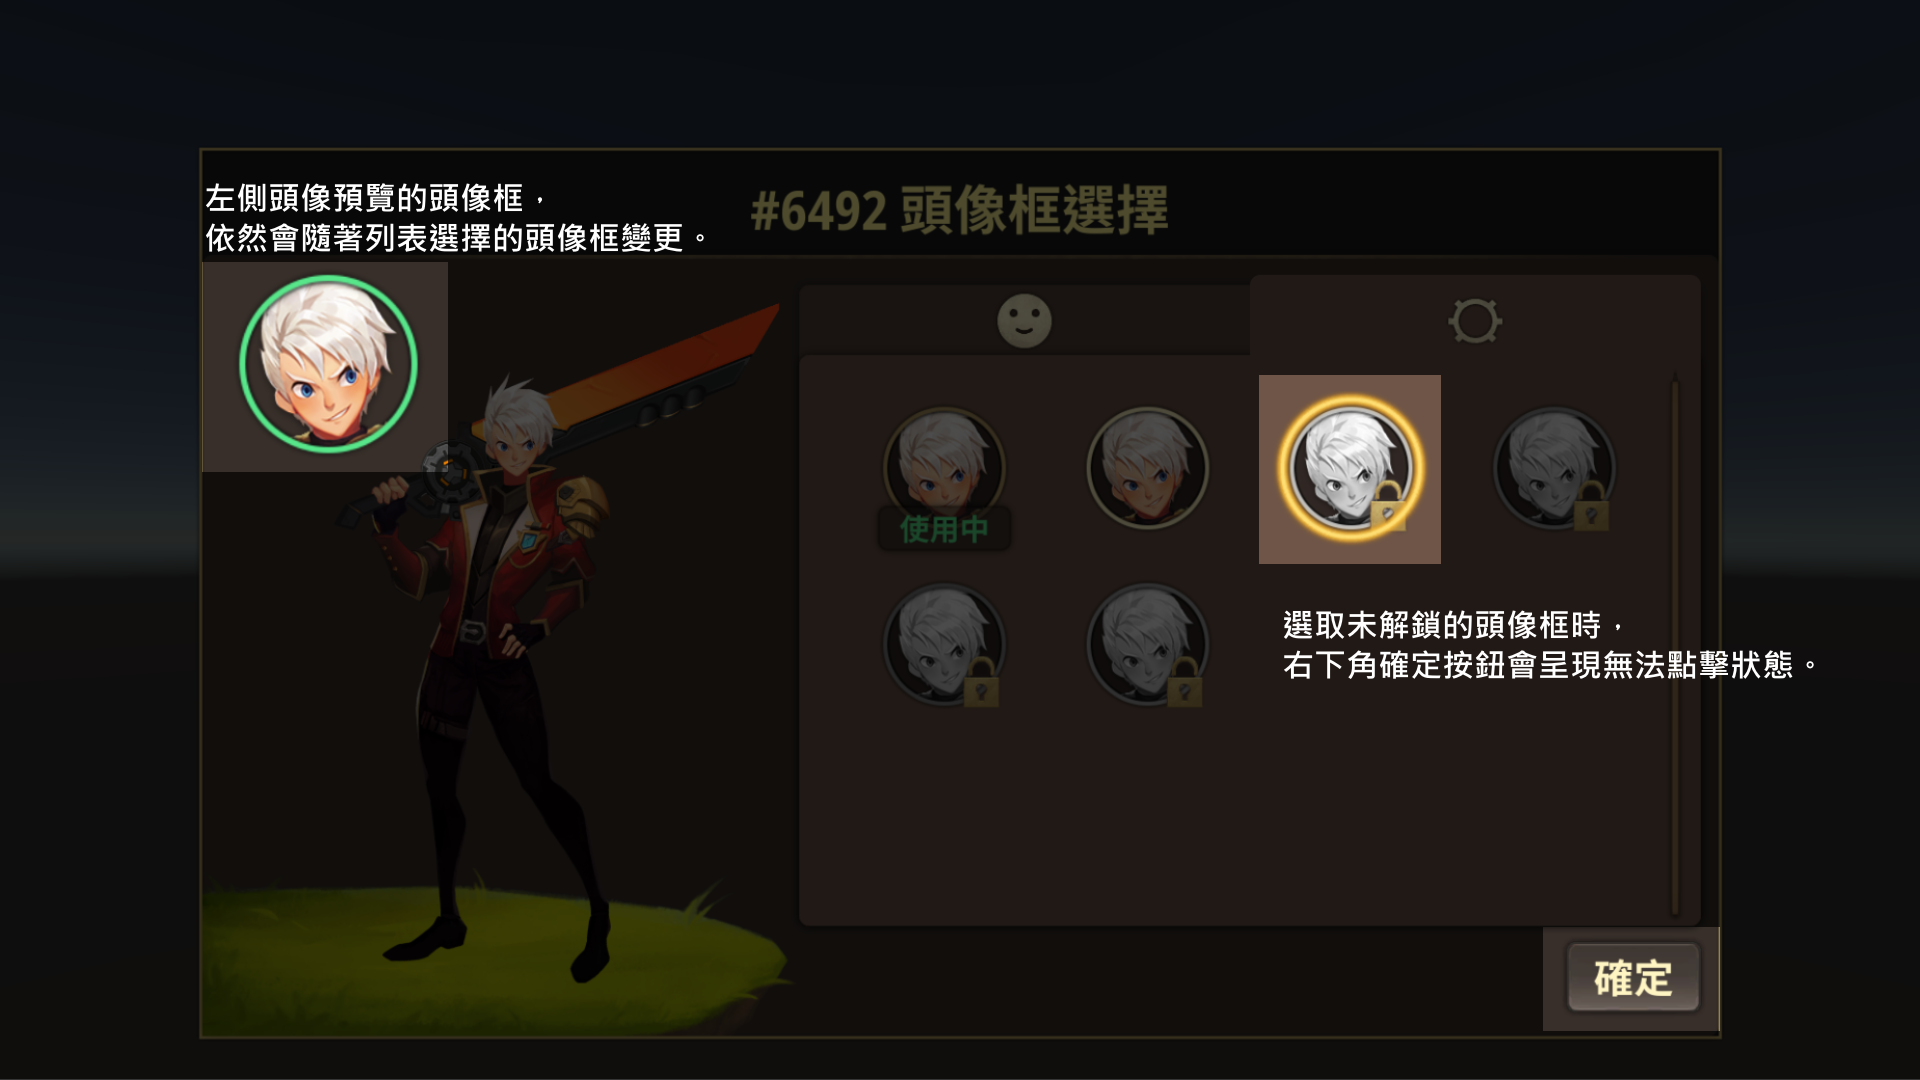 左側頭像預覽的頭像框，
依然會隨著列表選擇的頭像框變更。
#6492 頭像框選擇
使用中
選取未解鎖的頭像框時，
右下角確定按鈕會呈現無法點擊狀態。
確定